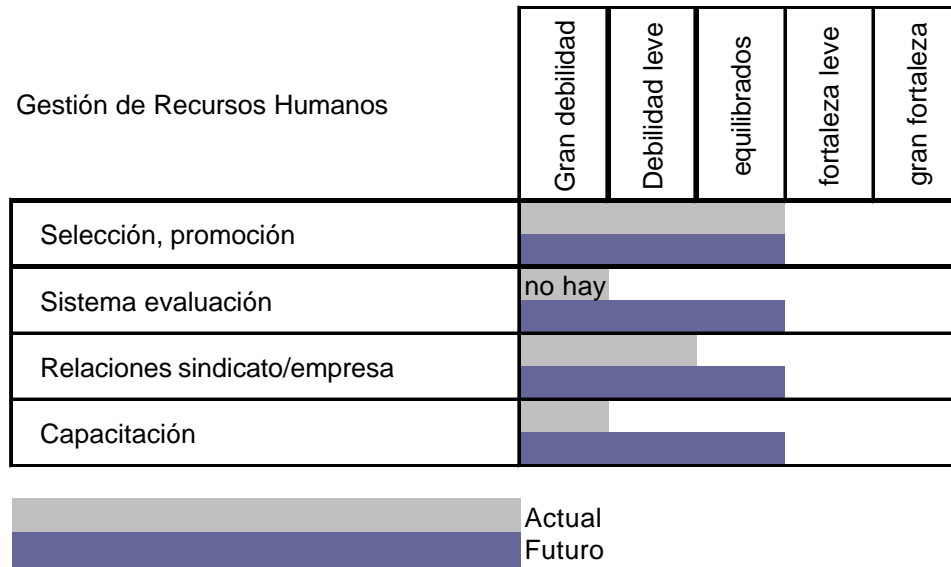 Gestión de Recursos Humanos
Gran debilidad
Debilidad leve
equilibrados
fortaleza leve
gran fortaleza
Selección, promoción
Sistema evaluación
no hay
Relaciones sindicato/empresa
Capacitación
Actual
Futuro